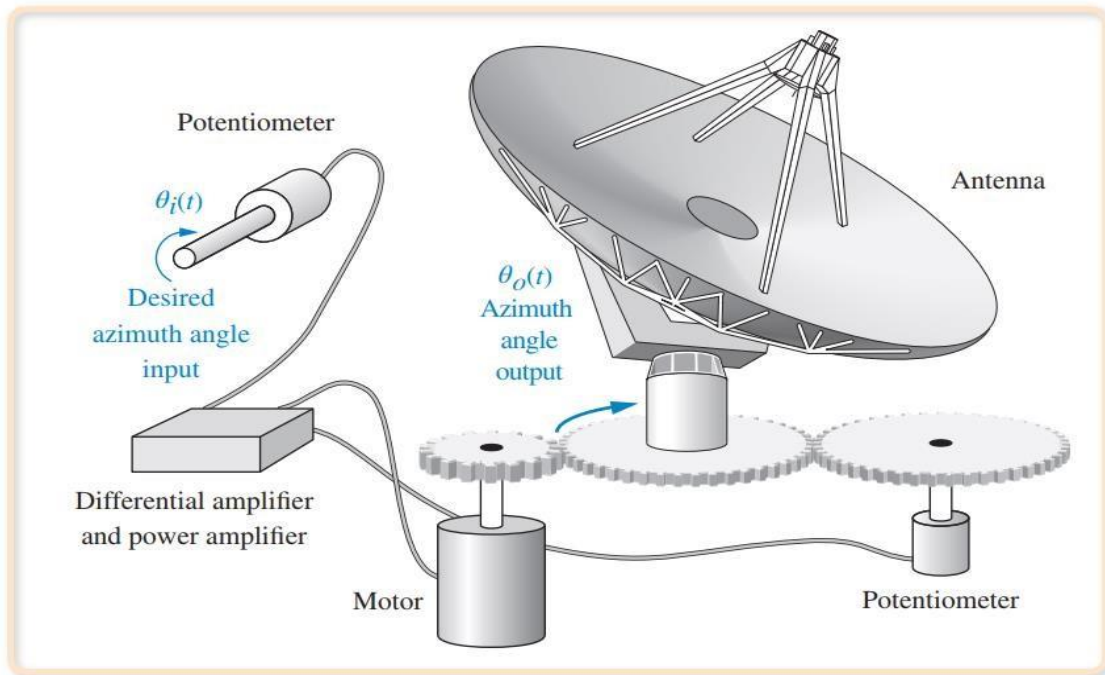 Potentiometer
θi(t)
Desired
azimuth angle
input
Antenna
θo(t)
Azimuth
angle
output
Differential amplifier
and power amplifier
Motor
Potentiometer